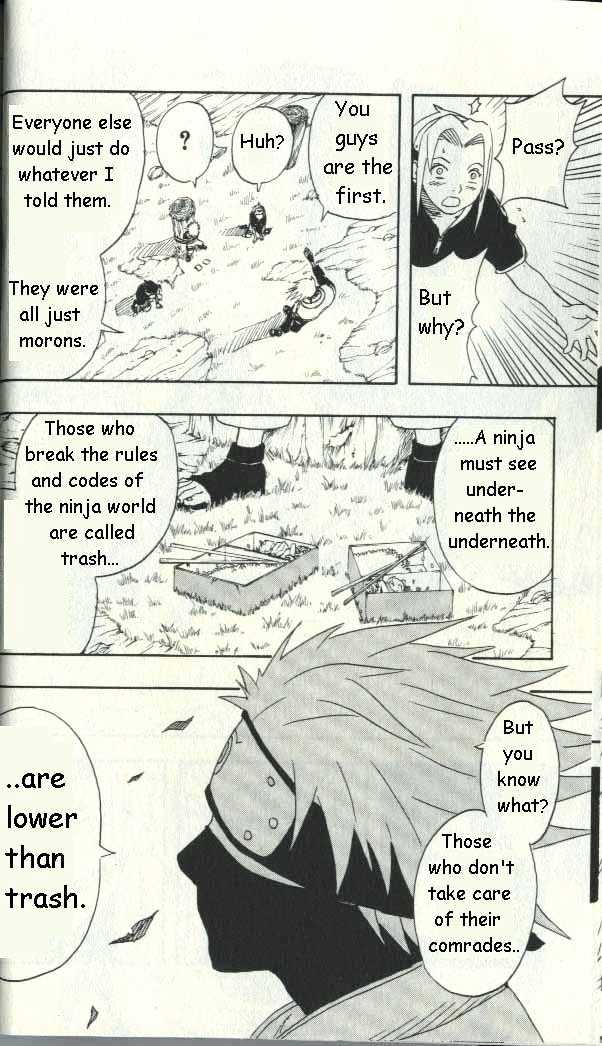 Pass?
But
why?
You
guys
are the
first.
Huh?
?
Everyone else
would just do
whatever I
told them.
They were
all just
morons.
.....A ninja
must see
under-
neath the
underneath.
Those who
break the rules
and codes of
the ninja world
are called
trash...
But
you
know
what?
Those
who don't
take care
of their
comrades..
..are
lower
than
trash.